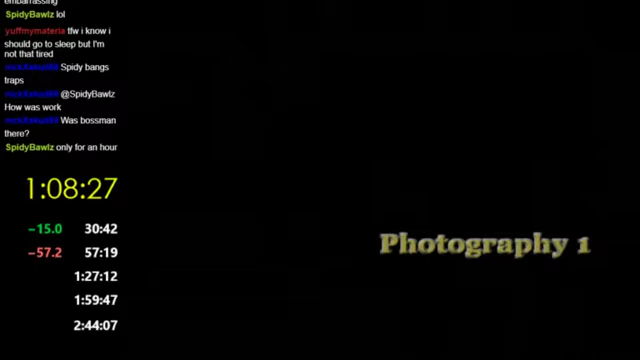 embarrassing
SpidyBawlz lol
yuffmymateria tfw i know i
should go to sleep but I'm
not that tired
Spidy bangs
traps
@SpidyBawlz
How was work
Was bossman
there?
SpidyBawlz only for an hour
1:08:27
-15.0 30:42
-57.2 57:19
1:27:12
1:59:47
2:44:07
Photography 1